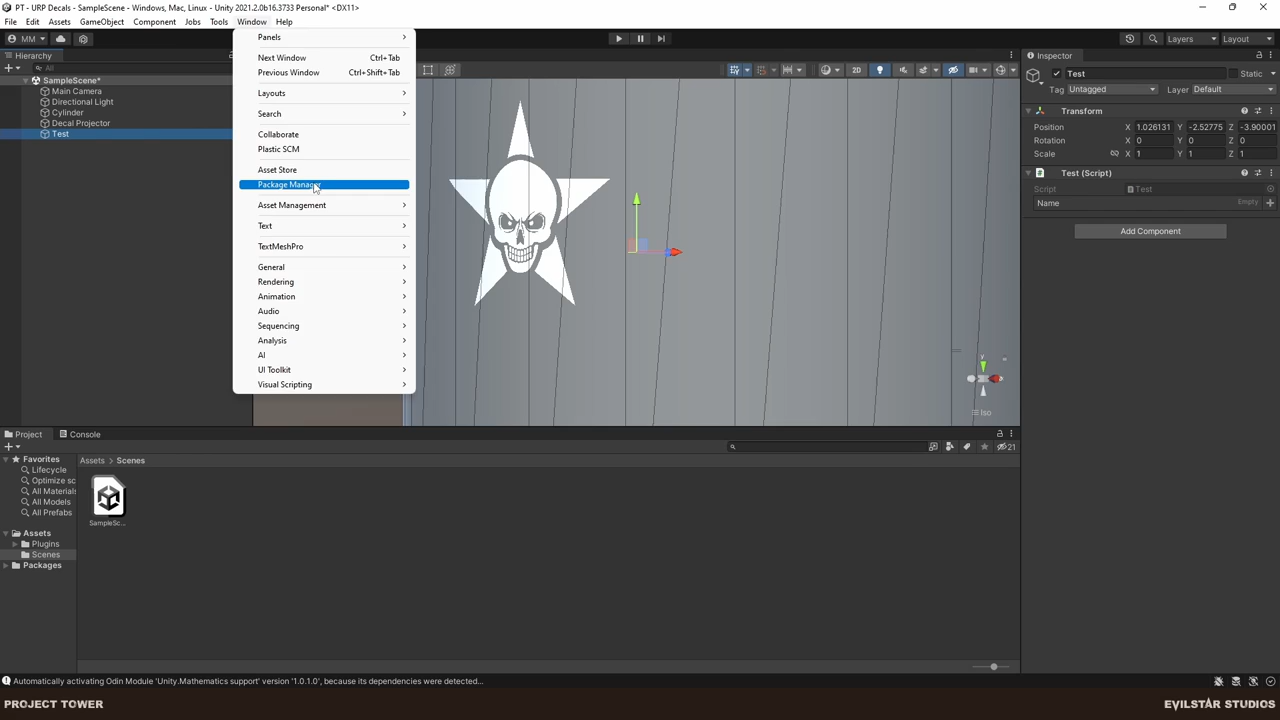 PT - URP Decals - SampleScene - Windows, Mac, Linux - Unity 2021.2.0b16.3733 Personal* <DX11>
File Edit Assets GameObject Component Jobs Odin Tools Window Help
MM
Layers
Layout
Hierarchy
All
SampleScene*
Main Camera
Directional Light
Cylinder
Decal Projector
Test
Panels
Next Window Ctrl+Tab
Previous Window Ctrl+Shift+Tab
Layouts
Search
Collaborate
Plastic SCM
Asset Store
Package Manager
Asset Management
Text
TextMeshPro
General
Rendering
Animation
Audio
Sequencing
Analysis
AI
UI Toolkit
Visual Scripting
2D
y
Iso
Inspector
Test
Static
Tag Untagged
Layer Default
Transform
Position X 1.026131 Y -2.52775 Z -3.90001
Rotation X 0 Y 0 Z 0
Scale X 1 Y 1 Z 1
Test (Script)
Script Test
Name Empty
Add Component
Project Console
21
Favorites
Lifecycle
Optimize sc
All Materials
All Models
All Prefabs
Assets
Plugins
Scenes
Packages
Assets > Scenes
SampleSc...
Automatically activating Odin Module 'Unity.Mathematics support' version '1.0.1.0', because its dependencies were detected...
PROJECT TOWER
EVILSTAR STUDIOS